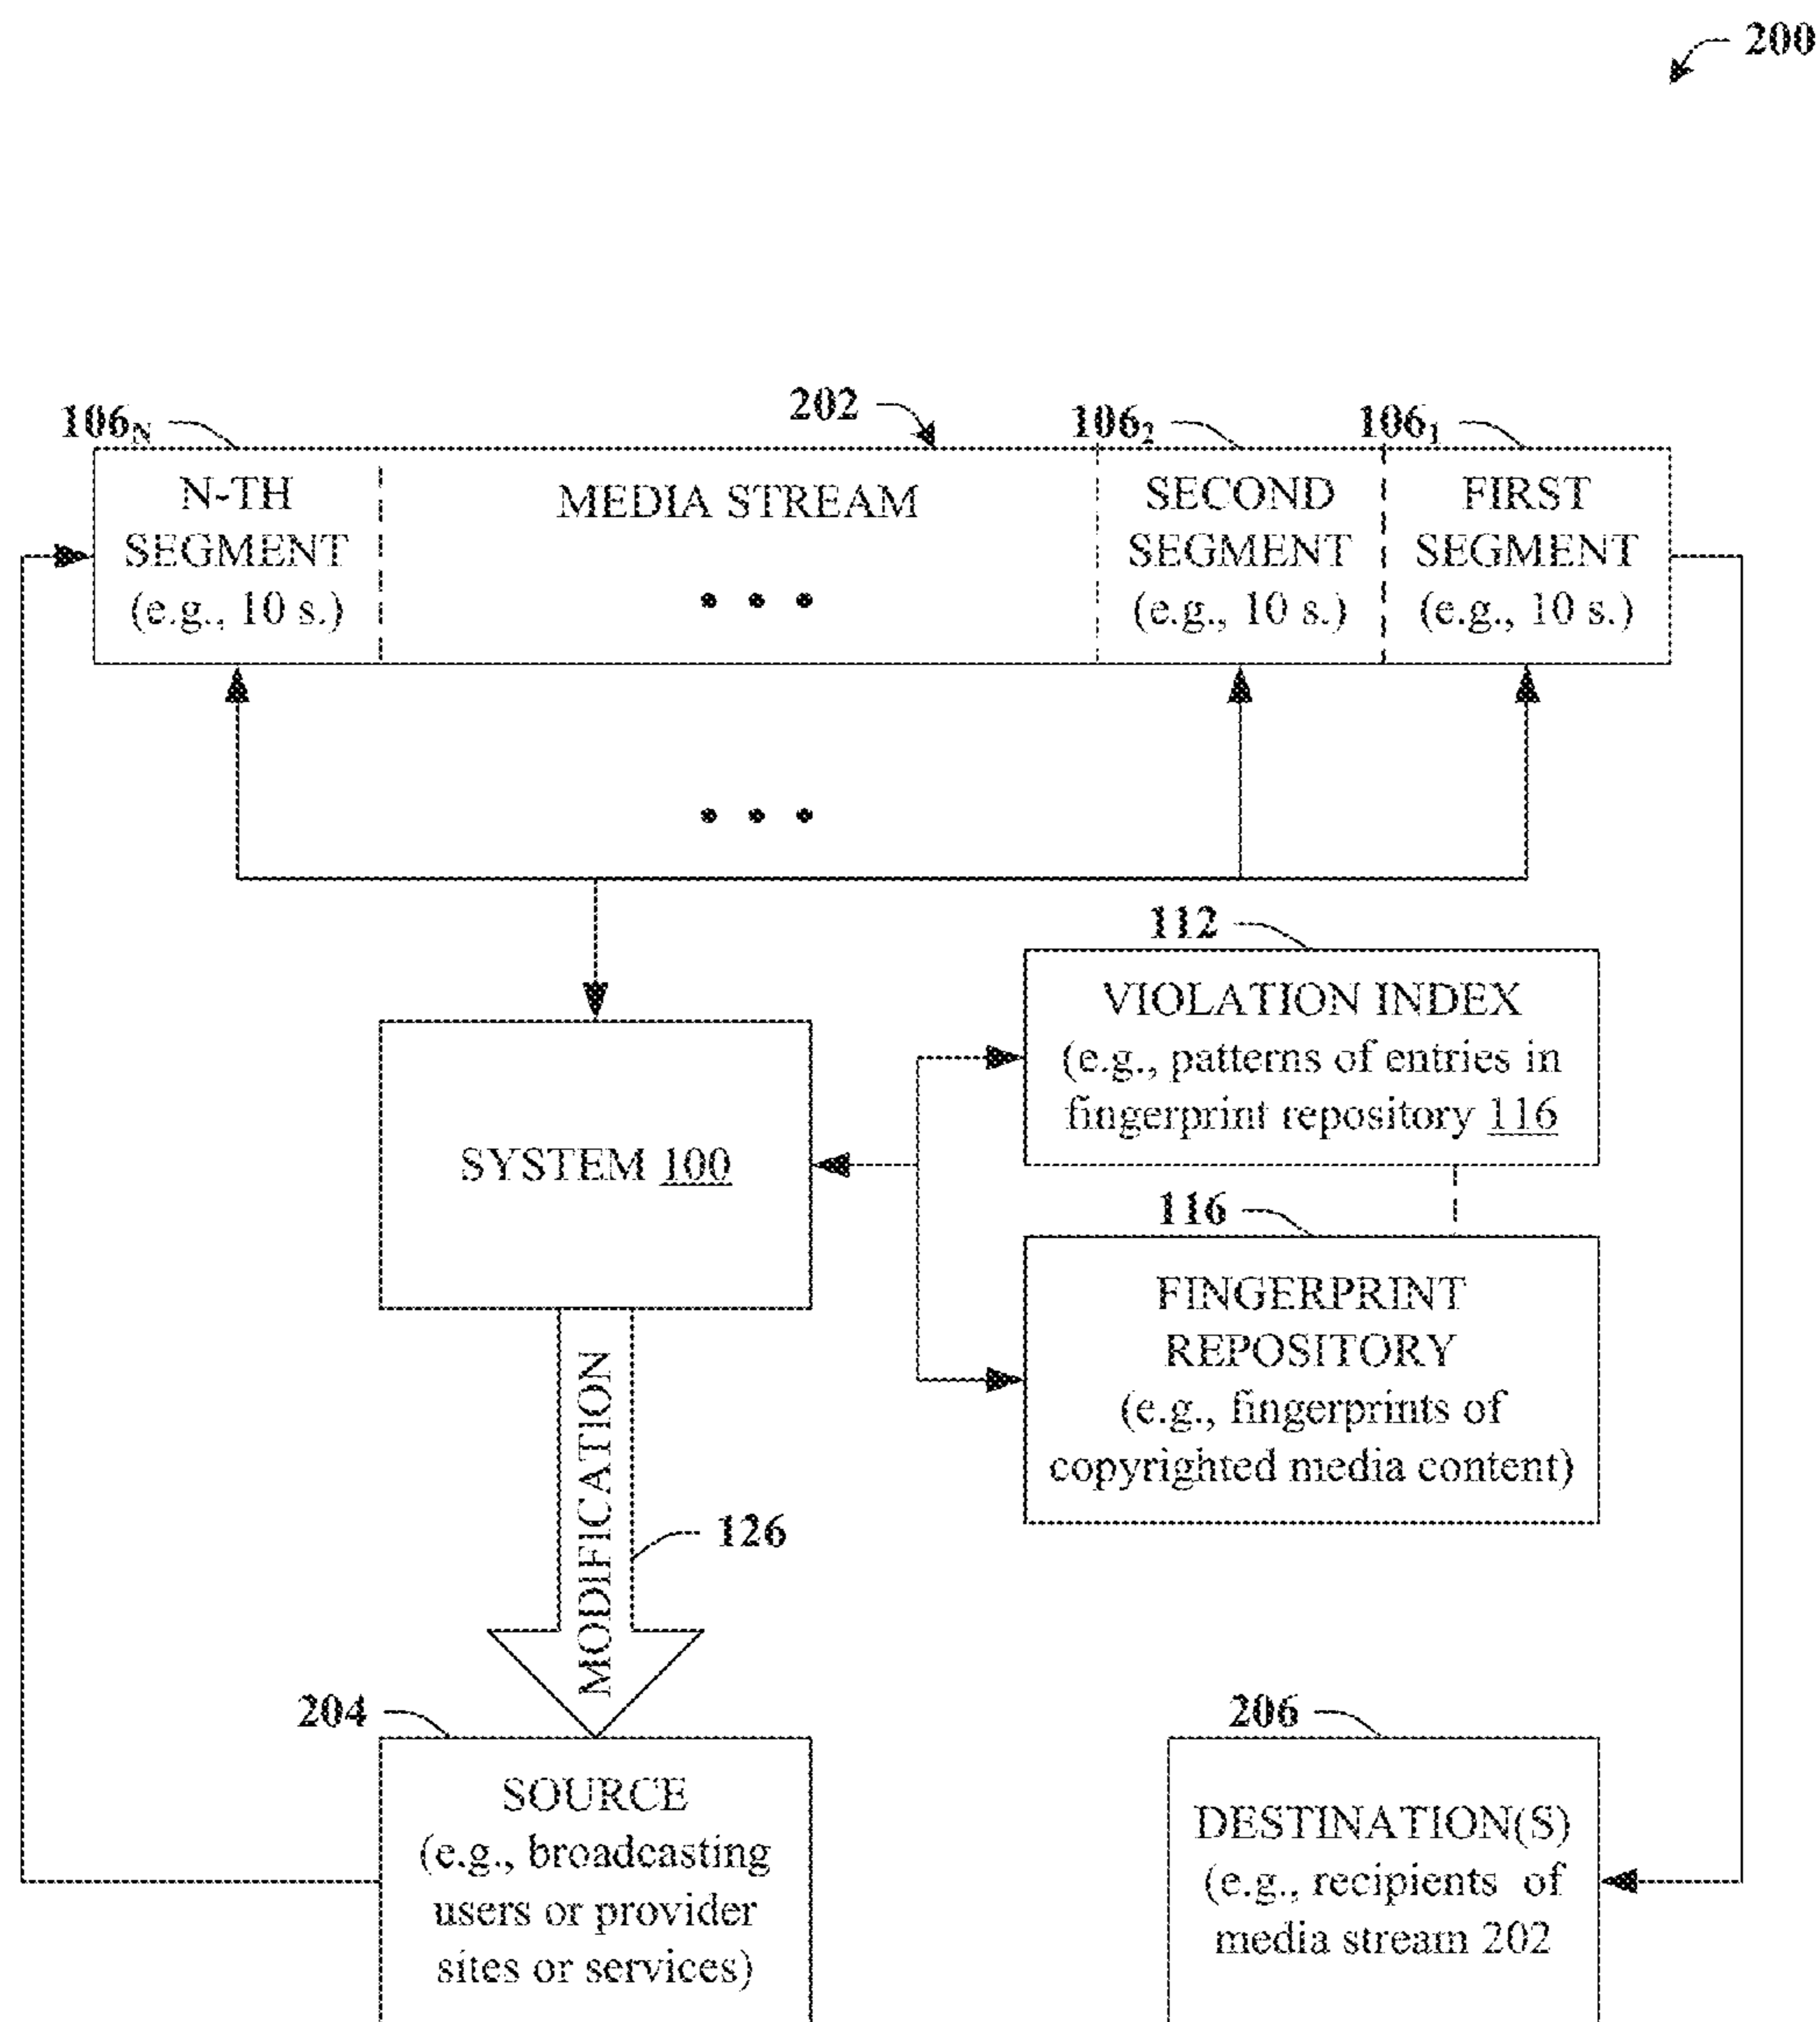 200
106N
202
1062
1061
N-TH
SEGMENT
(e.g., 10 s.)
MEDIA STREAM
• • •
SECOND
SEGMENT
(e.g., 10 s.)
FIRST
SEGMENT
(e.g., 10 s.)
• • •
112
VIOLATION INDEX
(e.g., patterns of entries in
fingerprint repository 116
SYSTEM 100
116
FINGERPRINT
REPOSITORY
(e.g., fingerprints of
copyrighted media content)
MODIFICATION
126
204
SOURCE
(e.g., broadcasting
users or provider
sites or services)
206
DESTINATION(S)
(e.g., recipients of
media stream 202